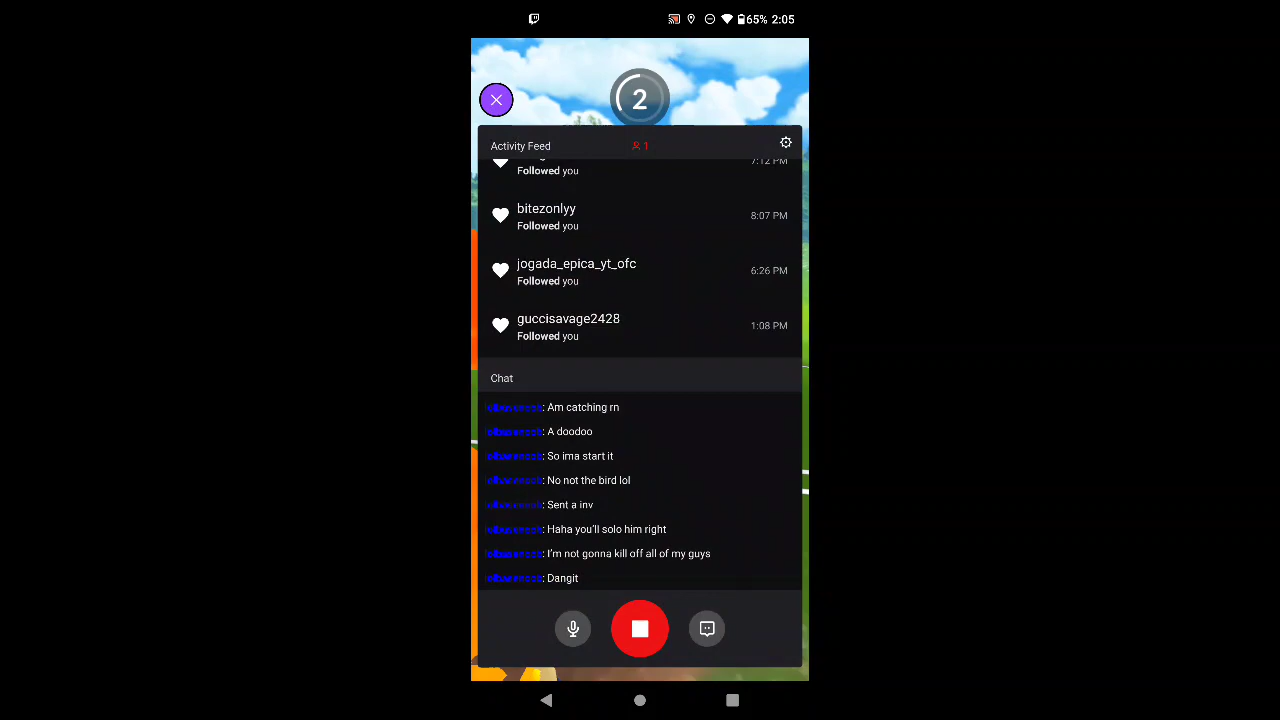 65% 2:05
2
Activity Feed 1
7:12 PM
Followed you
bitezonlyy
8:07 PM
Followed you
jogada_epica_yt_ofc
6:26 PM
Followed you
guccisavage2428
1:08 PM
Followed you
Chat
: Am catching rn
: A doodoo
: So ima start it
: No not the bird lol
: Sent a inv
: Haha you'll solo him right
: I'm not gonna kill off all of my guys
: Dangit